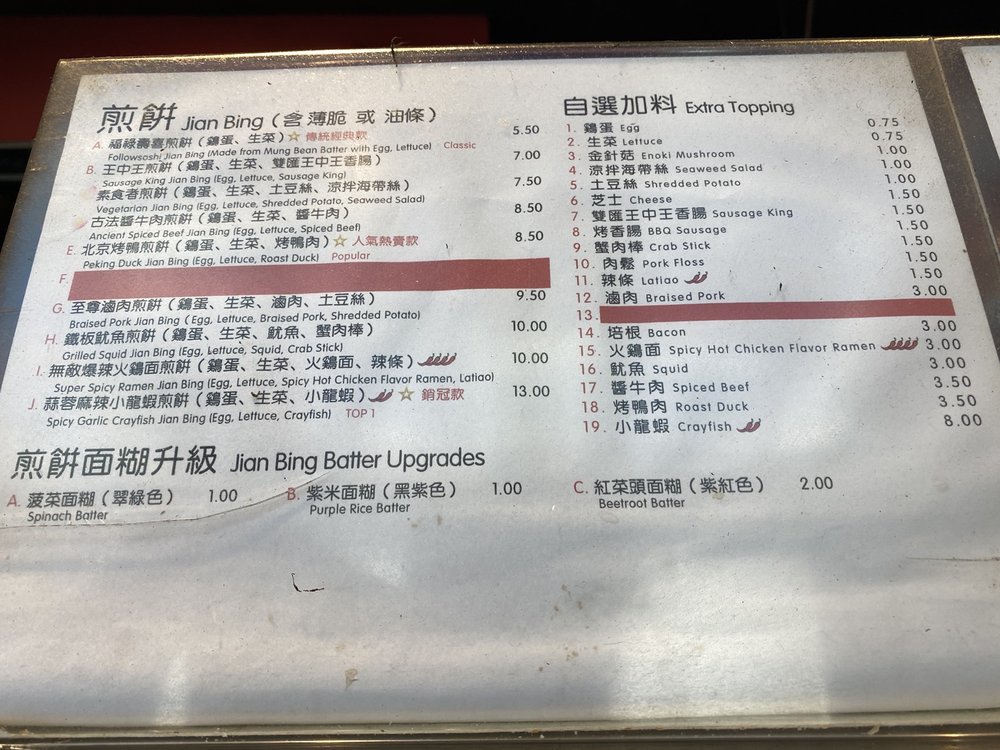 煎餅 Jian Bing (含 薄脆 或 油條)
A. 福祿壽喜煎餅 (鷄蛋、生菜) 傳統經典款 5.50
Followsoshi Jian Bing (Made from Mung Bean Batter with Egg, Lettuce) Classic
B. 王中王煎餅 (鷄蛋、生菜、雙匯王中王香腸) 7.00
Sausage King Jian Bing (Egg, Lettuce, Sausage King)
素食者煎餅 (鷄蛋、生菜、土豆絲、涼拌海帶絲) 7.50
Vegetarian Jian Bing (Egg, Lettuce, Shredded Potato, Seaweed Salad)
古法醬牛肉煎餅 (鷄蛋、生菜、醬牛肉) 8.50
Ancient Spiced Beef Jian Bing (Egg, Lettuce, Spiced Beef)
E. 北京烤鴨煎餅 (鷄蛋、生菜、烤鴨肉) 人氣熱賣款 8.50
Peking Duck Jian Bing (Egg, Lettuce, Roast Duck) Popular
F.
G. 至尊滷肉煎餅 (鷄蛋、生菜、滷肉、土豆絲) 9.50
Braised Pork Jian Bing (Egg, Lettuce, Braised Pork, Shredded Potato)
H. 鐵板魷魚煎餅 (鷄蛋、生菜、魷魚、蟹肉棒) 10.00
Grilled Squid Jian Bing (Egg, Lettuce, Squid, Crab Stick)
I. 無敵爆辣火鷄面煎餅 (鷄蛋、生菜、火鷄面、辣條) 10.00
Super Spicy Ramen Jian Bing (Egg, Lettuce, Spicy Hot Chicken Flavor Ramen, Latiao)
J. 蒜蓉麻辣小龍蝦煎餅 (鷄蛋、生菜、小龍蝦) 銷冠款 13.00
Spicy Garlic Crayfish Jian Bing (Egg, Lettuce, Crayfish) TOP 1
自選加料 Extra Topping
1. 鷄蛋 Egg 0.75
2. 生菜 Lettuce 0.75
3. 金針菇 Enoki Mushroom 1.00
4. 涼拌海帶絲 Seaweed Salad 1.00
5. 土豆絲 Shredded Potato 1.00
6. 芝士 Cheese 1.50
7. 雙匯王中王香腸 Sausage King 1.50
8. 烤香腸 BBQ Sausage 1.50
9. 蟹肉棒 Crab Stick 1.50
10. 肉鬆 Pork Floss 1.50
11. 辣條 Latiao 1.50
12. 滷肉 Braised Pork 3.00
13.
14. 培根 Bacon 3.00
15. 火鷄面 Spicy Hot Chicken Flavor Ramen 3.00
16. 魷魚 Squid 3.00
17. 醬牛肉 Spiced Beef 3.50
18. 烤鴨肉 Roast Duck 3.50
19. 小龍蝦 Crayfish 8.00
煎餅面糊升級 Jian Bing Batter Upgrades
A. 菠菜面糊 (翠綠色) 1.00
Spinach Batter
B. 紫米面糊 (黑紫色) 1.00
Purple Rice Batter
C. 紅菜頭面糊 (紫紅色) 2.00
Beetroot Batter